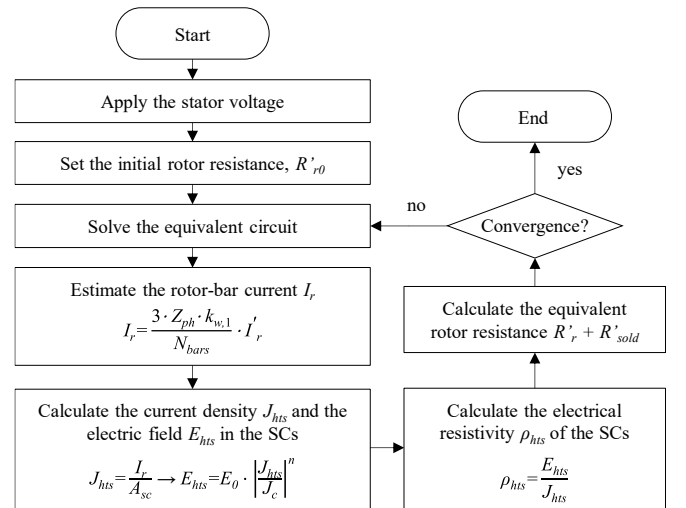 Start
Apply the stator voltage
Set the initial rotor resistance, R'r0
Solve the equivalent circuit
Estimate the rotor-bar current Ir
Ir = 3 · Zph · kw,1 / Nbars · I'r
Calculate the current density Jhts and the
electric field Ehts in the SCs
Jhts = Ir / Asc → Ehts = E0 · |Jhts / Jc|^n
Calculate the electrical
resistivity ρhts of the SCs
ρhts = Ehts / Jhts
Calculate the equivalent
rotor resistance R'r + R'sold
Convergence?
no
yes
End